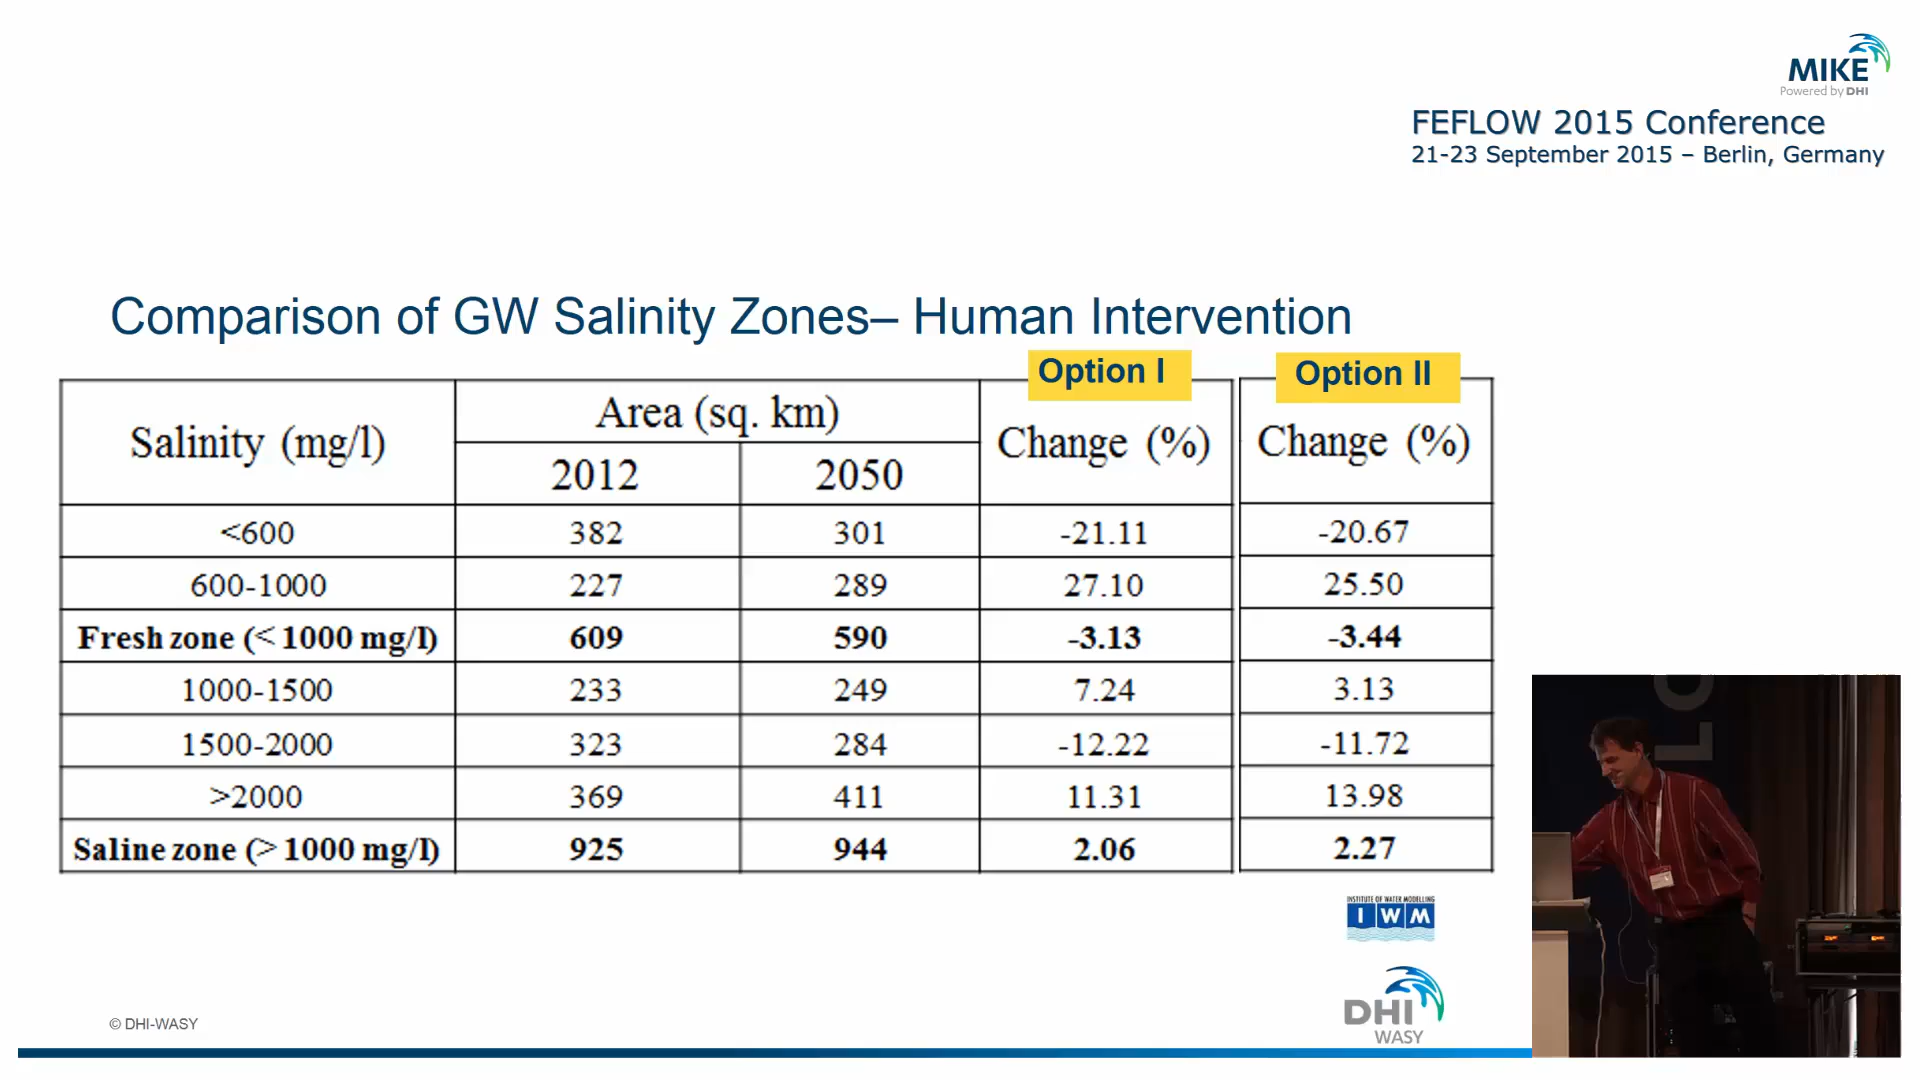 MIKE
Powered by DHI
FEFLOW 2015 Conference
21-23 September 2015 – Berlin, Germany
Comparison of GW Salinity Zones– Human Intervention
Option I
Option II
Salinity (mg/l)
Area (sq. km)
Change (%)
Change (%)
2012
2050
<600 382 301 -21.11 -20.67
600-1000 227 289 27.10 25.50
Fresh zone (< 1000 mg/l) 609 590 -3.13 -3.44
1000-1500 233 249 7.24 3.13
1500-2000 323 284 -12.22 -11.72
>2000 369 411 11.31 13.98
Saline zone (> 1000 mg/l) 925 944 2.06 2.27
INSTITUTE OF WATER MODELLING
IWM
DHI
WASY
© DHI-WASY
LO